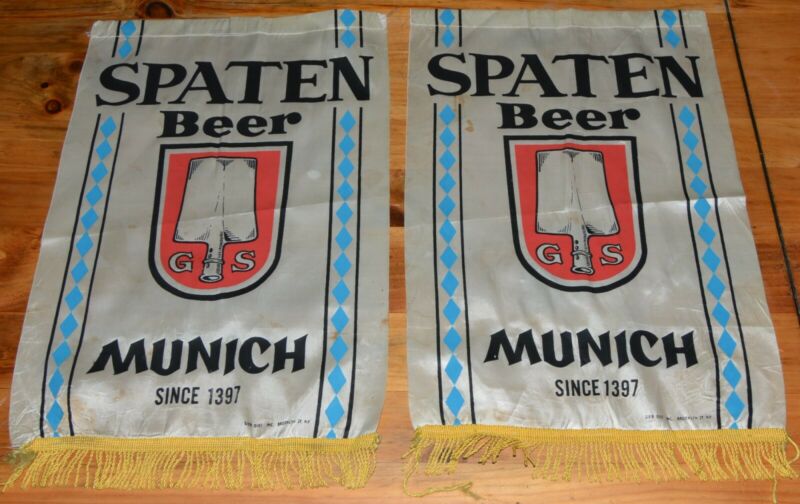 SPATEN
Beer
G S
MUNICH
SINCE 1397
SPATEN
Beer
G S
MUNICH
SINCE 1397